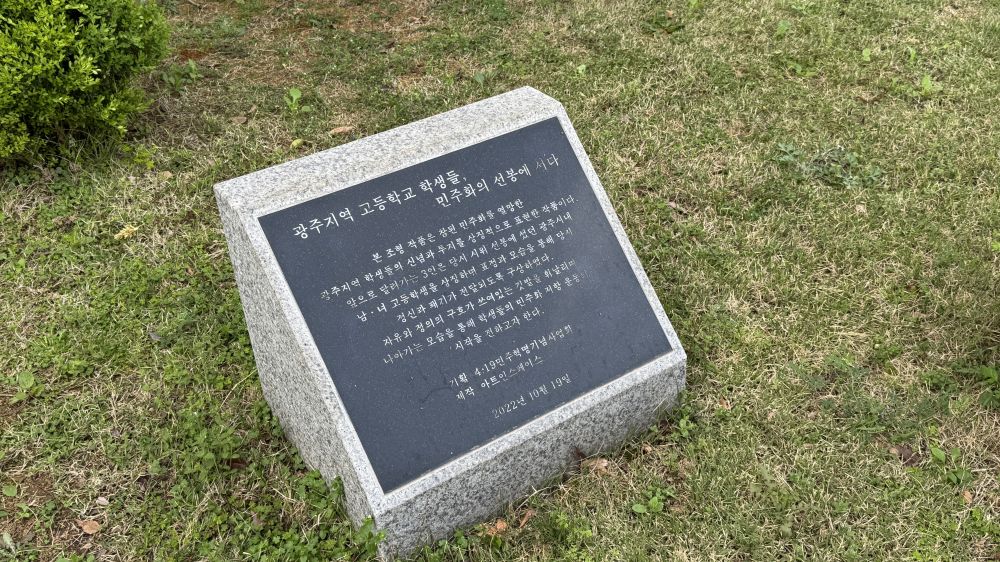 광주지역 고등학교 학생들,
민주화의 선봉에 서다
본 조형 작품은 참된 민주화를 열망한
광주지역 학생들의 신념과 투지를 상징적으로 표현한 작품이다.
앞으로 달려가는 3인은 당시 시위 선봉에 섰던 광주시내
남·녀 고등학생을 상징하며 표정과 모습을 통해 당시
정신과 패기가 전달되도록 구상하였다.
자유와 정의의 구호가 쓰여있는 깃발을 휘날리며
나아가는 모습을 통해 학생들의 민주화 저항 운동의
시작을 전하고자 한다.
기획 4·19민주혁명기념사업회
제작 아트인스페이스
2022년 10월 19일